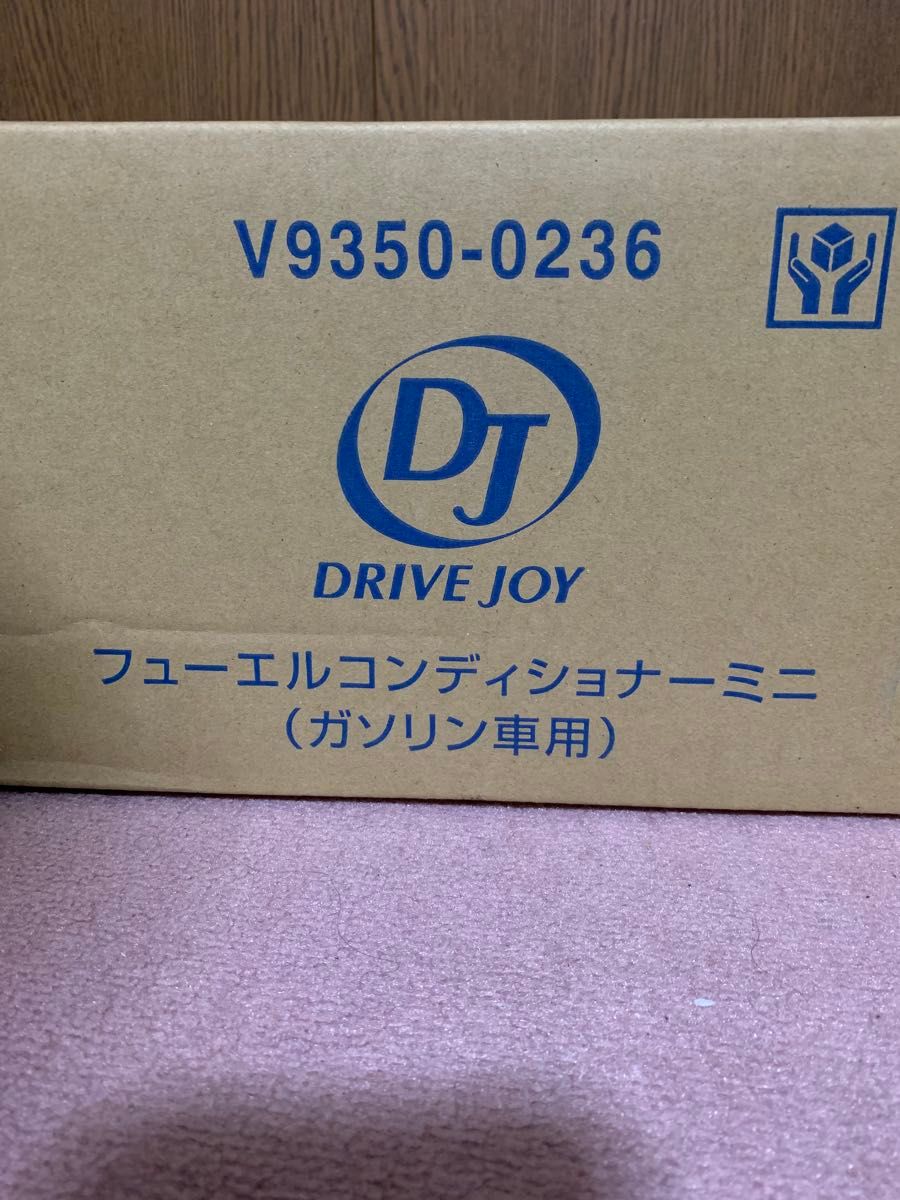 V9350-0236
DJ
DRIVE JOY
フューエルコンディショナーミニ
（ガソリン車用）